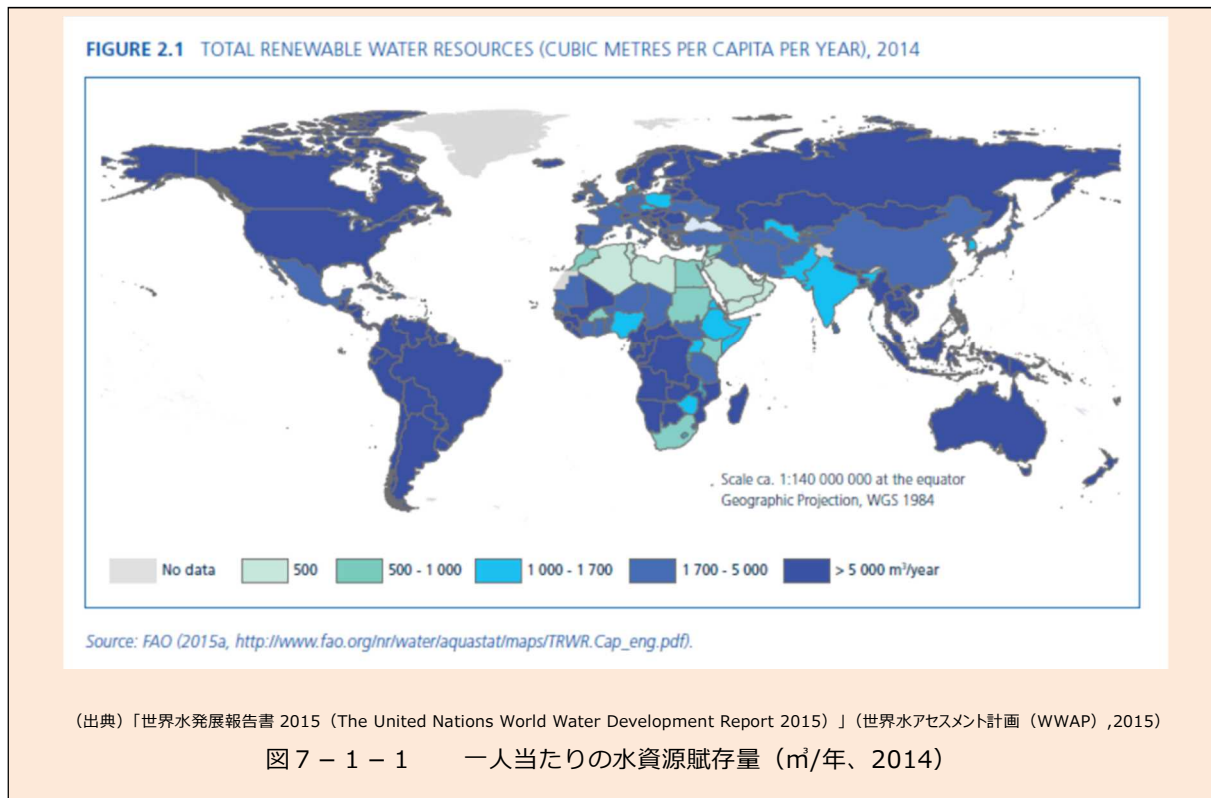 FIGURE 2.1 TOTAL RENEWABLE WATER RESOURCES (CUBIC METRES PER CAPITA PER YEAR), 2014
Scale ca. 1:140 000 000 at the equator
Geographic Projection, WGS 1984
No data 500 500 - 1 000 1 000 - 1 700 1 700 - 5 000 > 5 000 m³/year
Source: FAO (2015a, http://www.fao.org/nr/water/aquastat/maps/TRWR.Cap_eng.pdf).
（出典）「世界水発展報告書 2015（The United Nations World Water Development Report 2015）」（世界水アセスメント計画（WWAP）,2015）
図７－１－１　　一人当たりの水資源賦存量（㎥/年、2014）